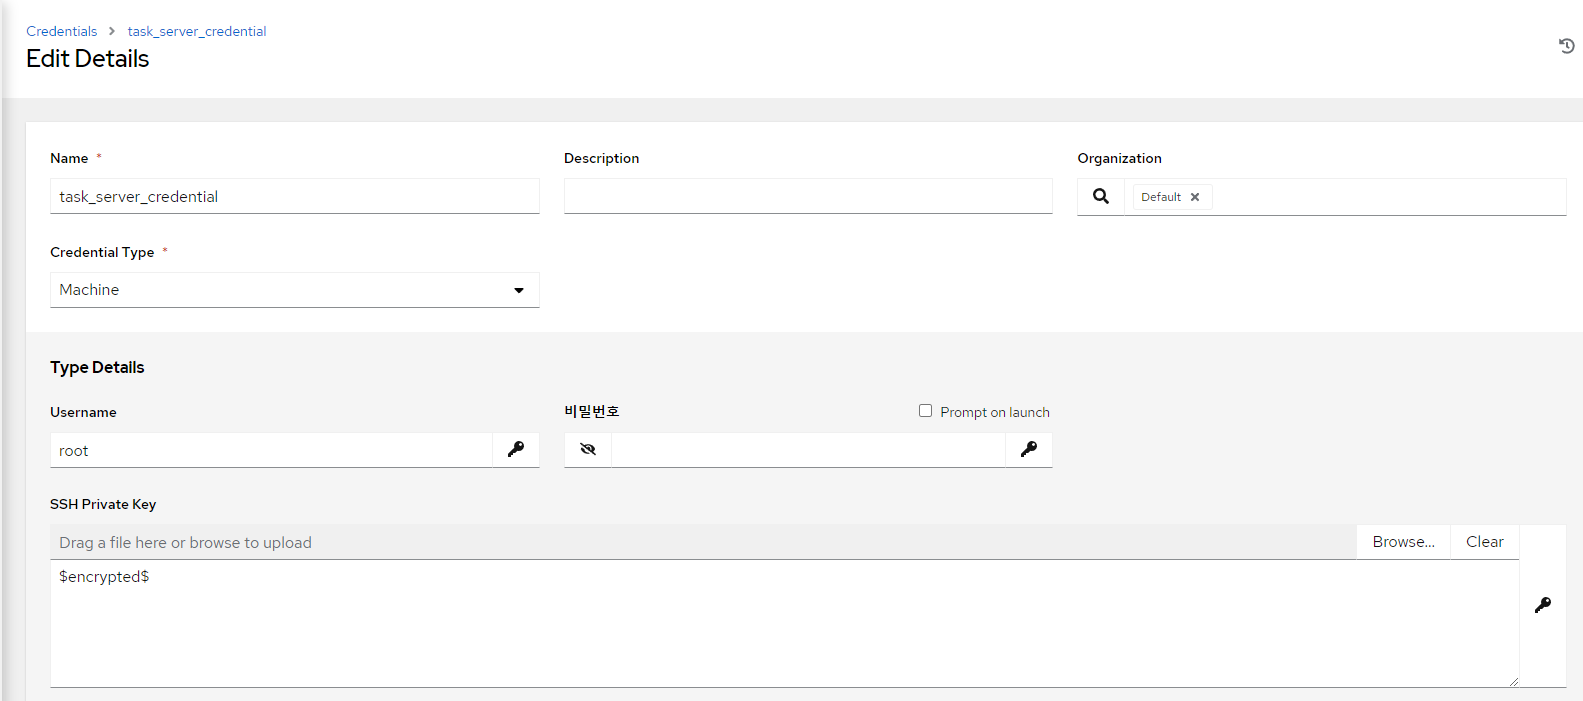 Credentials > task_server_credential
Edit Details
Name * Description Organization
task_server_credential Default
Credential Type *
Machine
Type Details
Username 비밀번호 Prompt on launch
root
SSH Private Key
Drag a file here or browse to upload Browse... Clear
$encrypted$